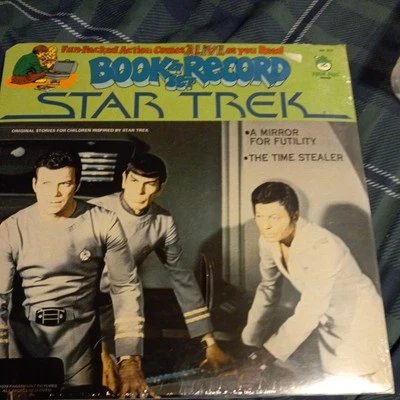 Fun-Packed Action Comes ALIVE as you Read
BOOK & RECORD
SET
STAR TREK
ORIGINAL STORIES FOR CHILDREN INSPIRED BY STAR TREK
•A MIRROR
FOR FUTILITY
•THE TIME STEALER